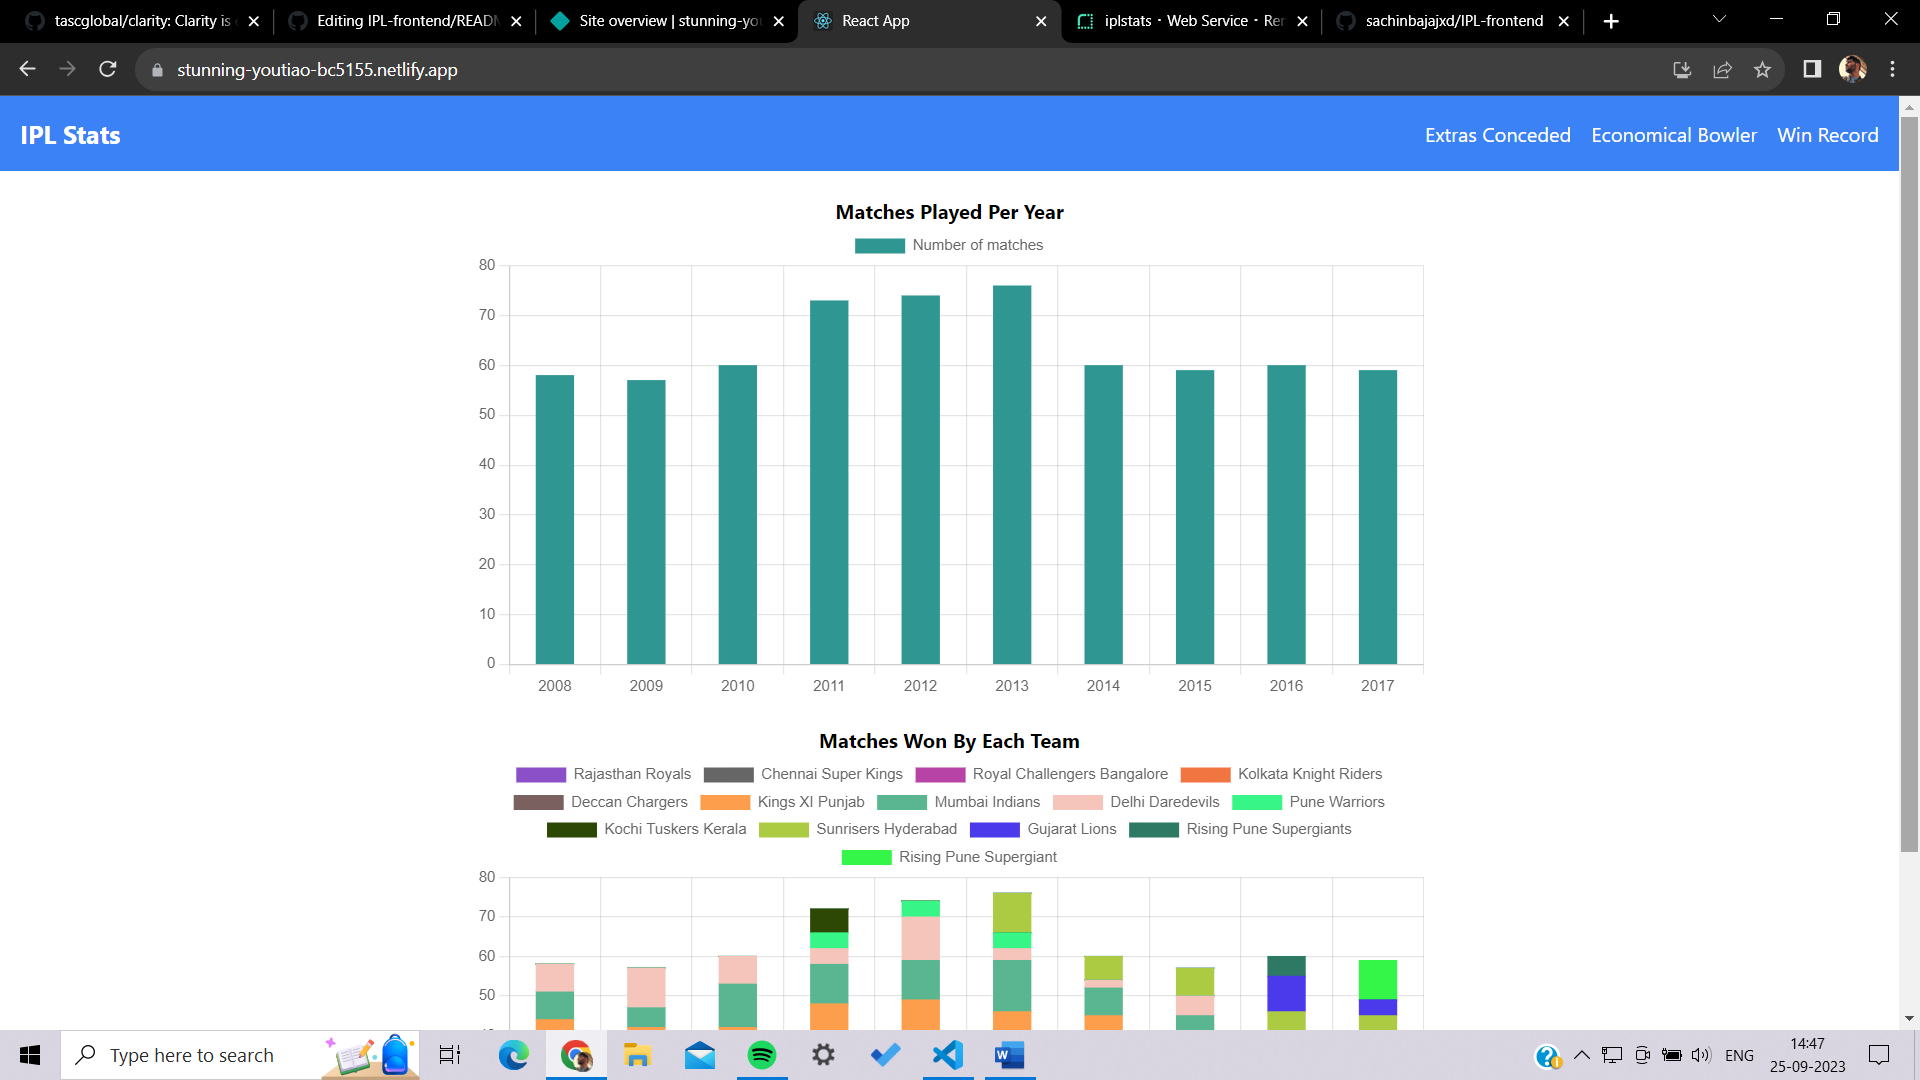 tascglobal/clarity: Clarity is
Editing IPL-frontend/READM
Site overview | stunning-you
React App
iplstats · Web Service · Ren
sachinbajajxd/IPL-frontend
stunning-youtiao-bc5155.netlify.app
IPL Stats
Extras Conceded Economical Bowler Win Record
Matches Played Per Year
Number of matches
80
70
60
50
40
30
20
10
0
2008 2009 2010 2011 2012 2013 2014 2015 2016 2017
Matches Won By Each Team
Rajasthan Royals Chennai Super Kings Royal Challengers Bangalore Kolkata Knight Riders
Deccan Chargers Kings XI Punjab Mumbai Indians Delhi Daredevils Pune Warriors
Kochi Tuskers Kerala Sunrisers Hyderabad Gujarat Lions Rising Pune Supergiants
Rising Pune Supergiant
80
70
60
50
Type here to search
ENG
14:47
25-09-2023